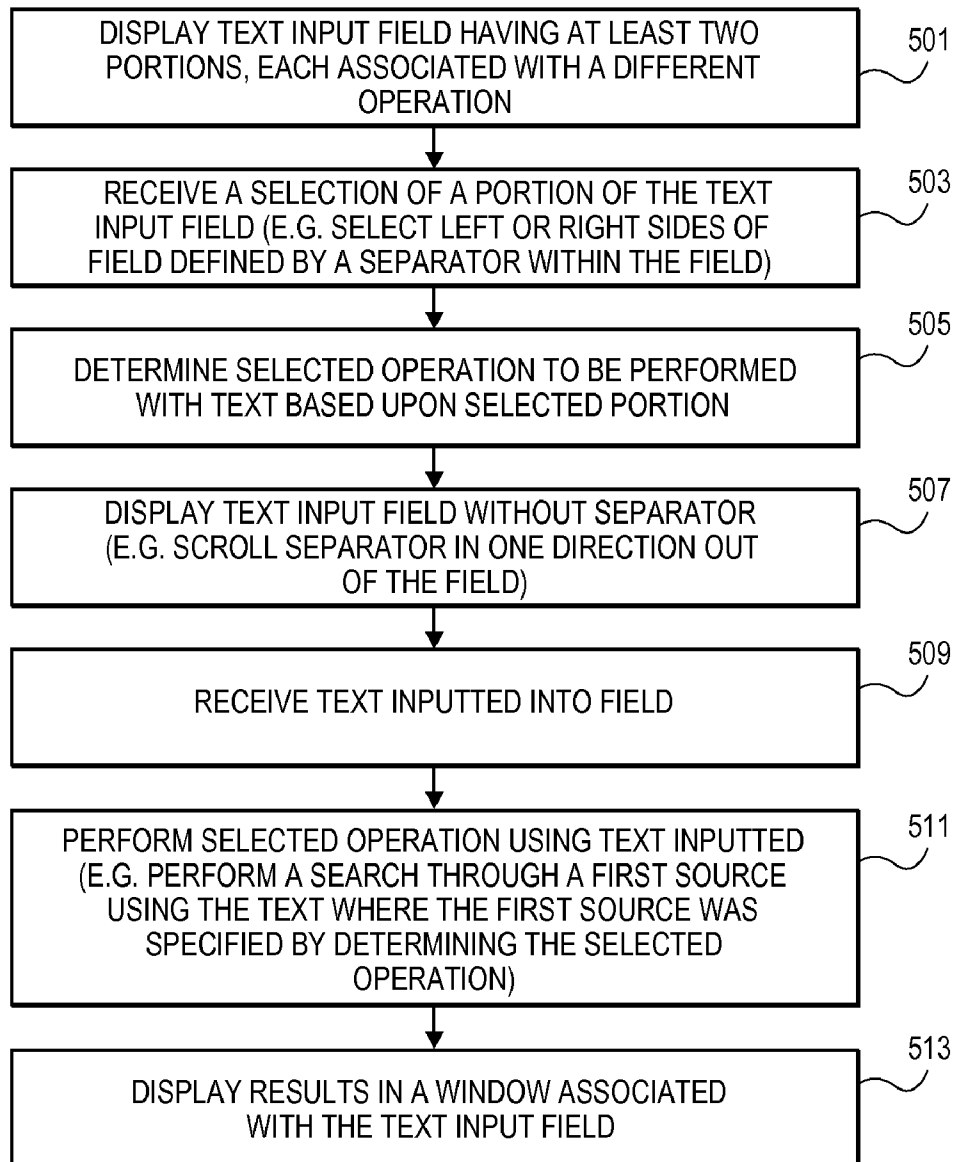 DISPLAY TEXT INPUT FIELD HAVING AT LEAST TWO
PORTIONS, EACH ASSOCIATED WITH A DIFFERENT
OPERATION
501
RECEIVE A SELECTION OF A PORTION OF THE TEXT
INPUT FIELD (E.G. SELECT LEFT OR RIGHT SIDES OF
FIELD DEFINED BY A SEPARATOR WITHIN THE FIELD)
503
DETERMINE SELECTED OPERATION TO BE PERFORMED
WITH TEXT BASED UPON SELECTED PORTION
505
DISPLAY TEXT INPUT FIELD WITHOUT SEPARATOR
(E.G. SCROLL SEPARATOR IN ONE DIRECTION OUT
OF THE FIELD)
507
RECEIVE TEXT INPUTTED INTO FIELD
509
PERFORM SELECTED OPERATION USING TEXT INPUTTED
(E.G. PERFORM A SEARCH THROUGH A FIRST SOURCE
USING THE TEXT WHERE THE FIRST SOURCE WAS
SPECIFIED BY DETERMINING THE SELECTED
OPERATION)
511
DISPLAY RESULTS IN A WINDOW ASSOCIATED
WITH THE TEXT INPUT FIELD
513